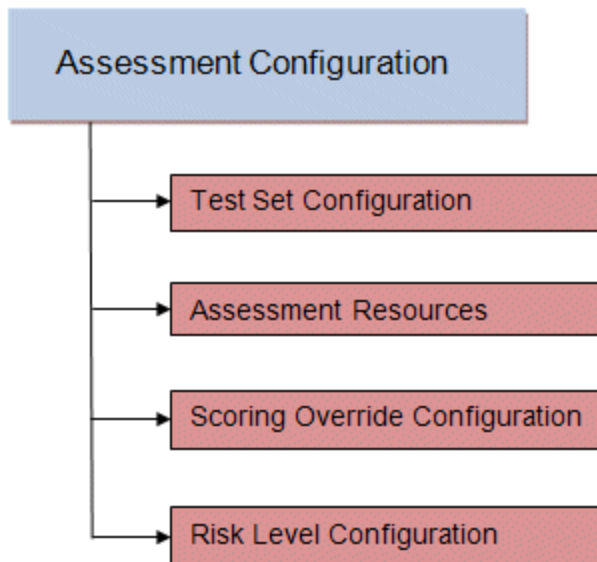 Assessment Configuration
Test Set Configuration
Assessment Resources
Scoring Override Configuration
Risk Level Configuration